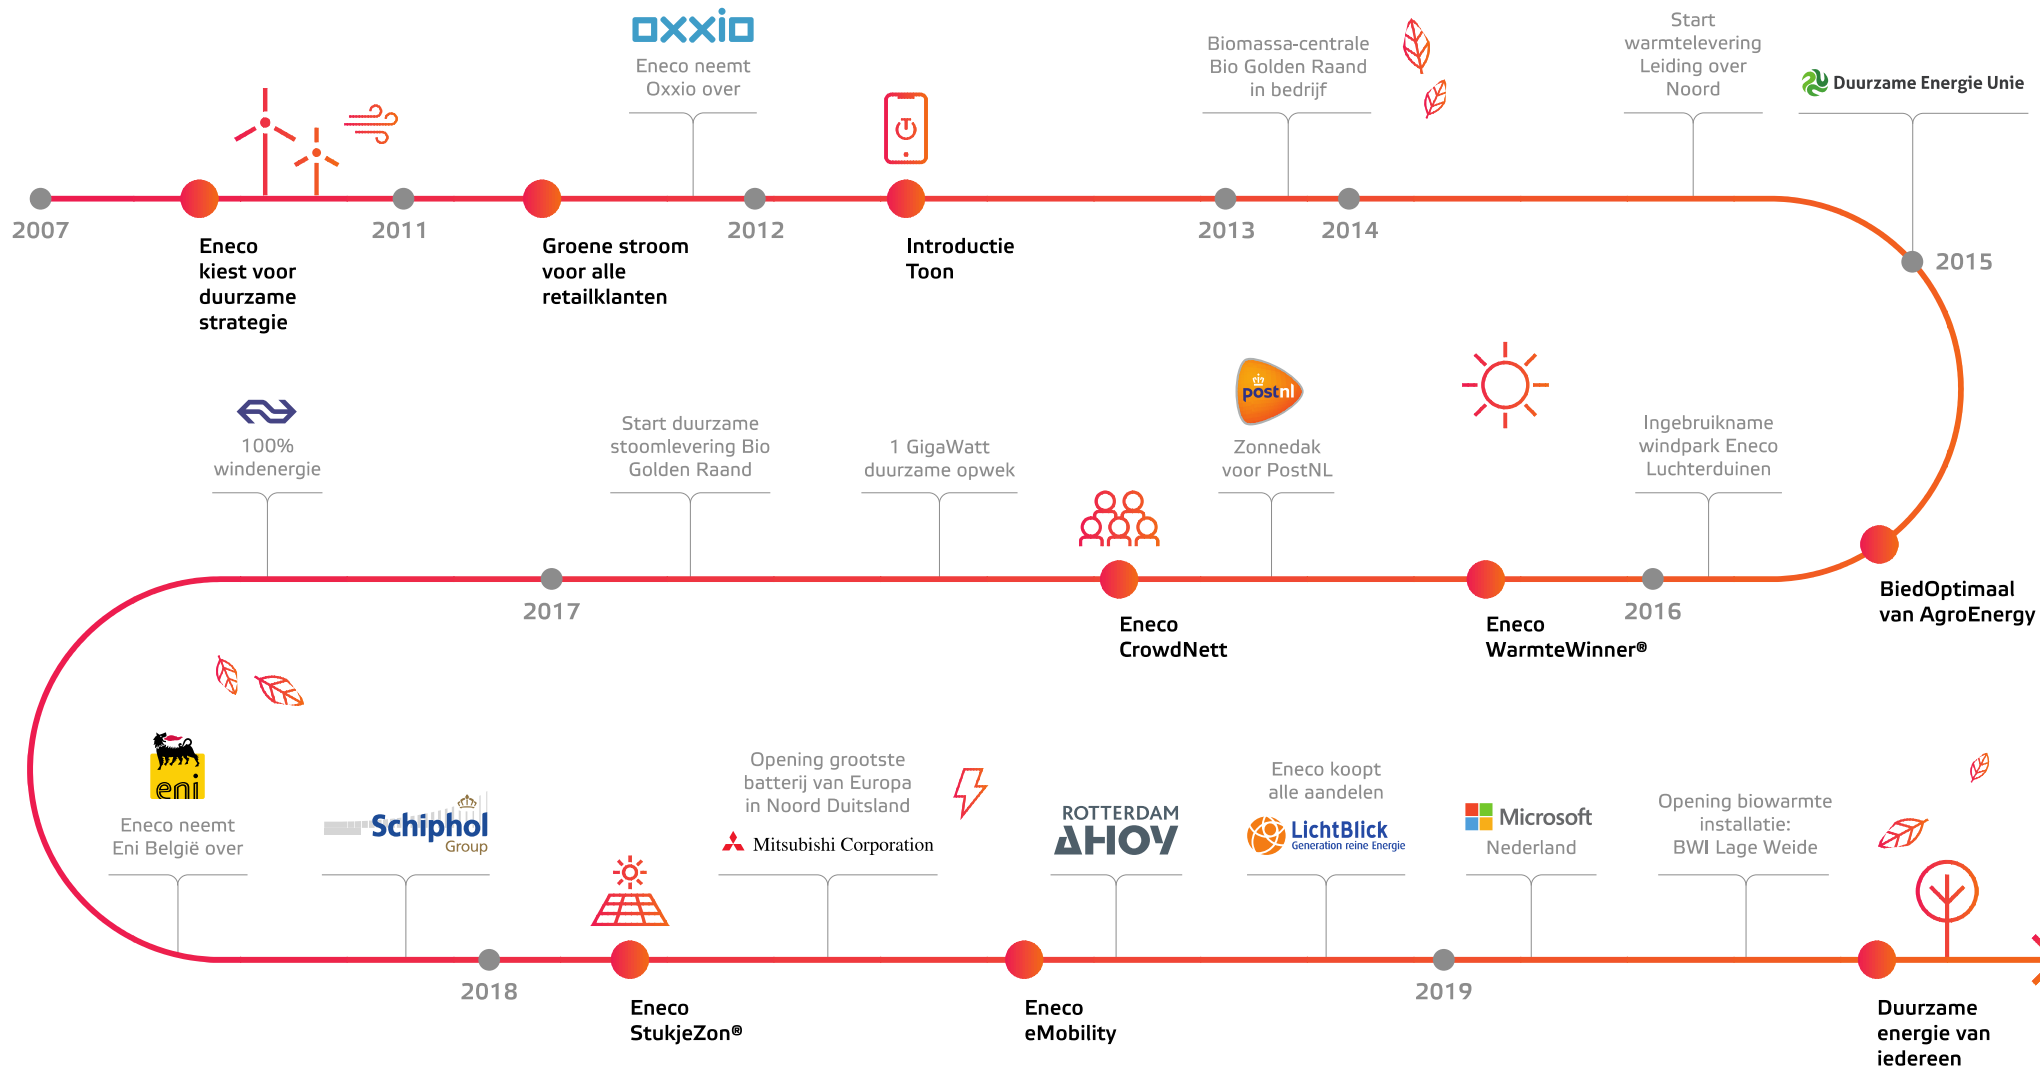 oxxio
Eneco neemt
Oxxio over
Biomassa-centrale
Bio Golden Raand
in bedrijf
Start
warmtelevering
Leiding over
Noord
Duurzame Energie Unie
2007
Eneco
kiest voor
duurzame
strategie
2011
Groene stroom
voor alle
retailklanten
2012
Introductie
Toon
2013
2014
2015
BiedOptimaal
van AgroEnergy
Ingebruikname
windpark Eneco
Luchterduinen
2016
Eneco
WarmteWinner®
postnl
Zonnedak
voor PostNL
Eneco
CrowdNett
1 GigaWatt
duurzame opwek
Start duurzame
stoomlevering Bio
Golden Raand
2017
100%
windenergie
eni
Eneco neemt
Eni België over
Schiphol
Group
2018
Eneco
StukjeZon®
Opening grootste
batterij van Europa
in Noord Duitsland
Mitsubishi Corporation
Eneco
eMobility
ROTTERDAM
AHOY
Eneco koopt
alle aandelen
LichtBlick
Generation reine Energie
2019
Microsoft
Nederland
Opening biowarmte
installatie:
BWI Lage Weide
Duurzame
energie van
iedereen